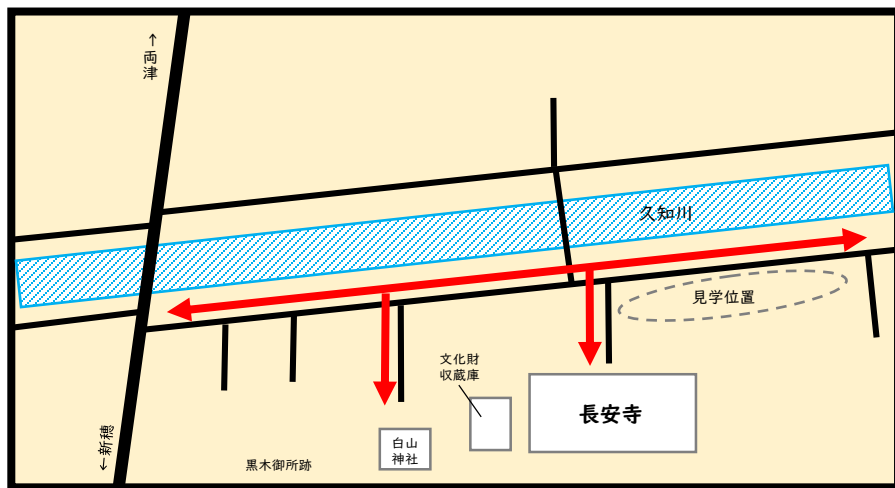 ↑両津
久知川
見学位置
文化財
収蔵庫
長安寺
白山
神社
←新穂
黒木御所跡